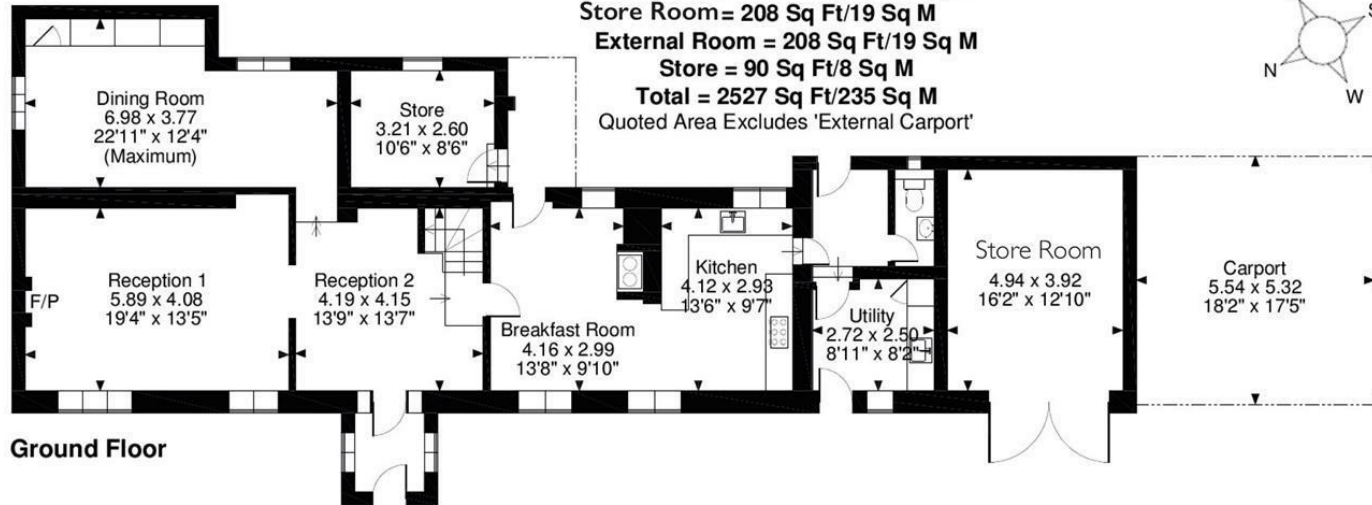 Store Room = 208 Sq Ft/19 Sq M
External Room = 208 Sq Ft/19 Sq M
Store = 90 Sq Ft/8 Sq M
Total = 2527 Sq Ft/235 Sq M
Quoted Area Excludes 'External Carport'
S
N
W
Dining Room
6.98 x 3.77
22'11" x 12'4"
(Maximum)
Store
3.21 x 2.60
10'6" x 8'6"
Reception 1
5.89 x 4.08
19'4" x 13'5"
F/P
Reception 2
4.19 x 4.15
13'9" x 13'7"
Breakfast Room
4.16 x 2.99
13'8" x 9'10"
Kitchen
4.12 x 2.93
13'6" x 9'7"
Utility
2.72 x 2.50
8'11" x 8'2"
Store Room
4.94 x 3.92
16'2" x 12'10"
Carport
5.54 x 5.32
18'2" x 17'5"
Ground Floor